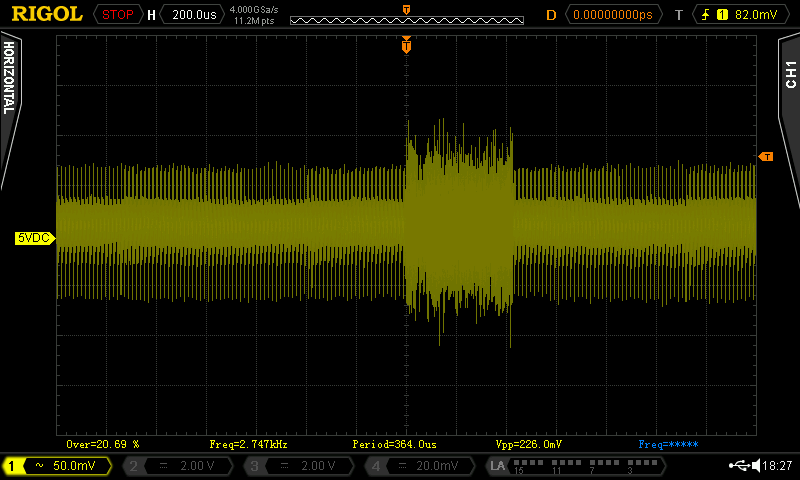 RIGOL STOP H 200.0us 4.000GSa/s 11.2M pts T D 0.00000000ps T 1 82.0mV
HORIZONTAL
T
CH1
T
5VDC
Over=20.69 % Freq=2.747kHz Period=364.0us Vpp=226.0mV Freq=*****
1 ~ 50.0mV 2 = 2.00 V 3 = 2.00 V 4 = 20.0mV LA 15 11 7 3 18:27